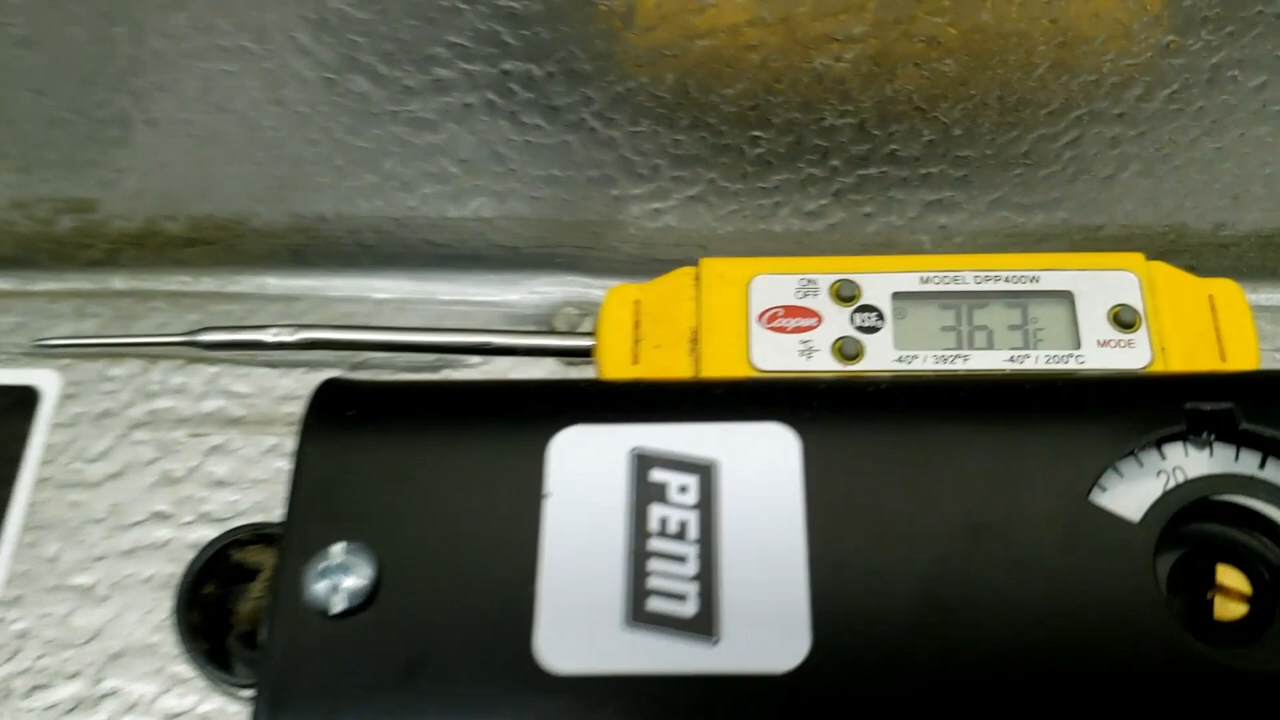 MODEL DPP400W
ON
OFF
Cooper
NSF
36.3°F
°F
°C
-40° / 392°F -40° / 200°C
MODE
PENN
20